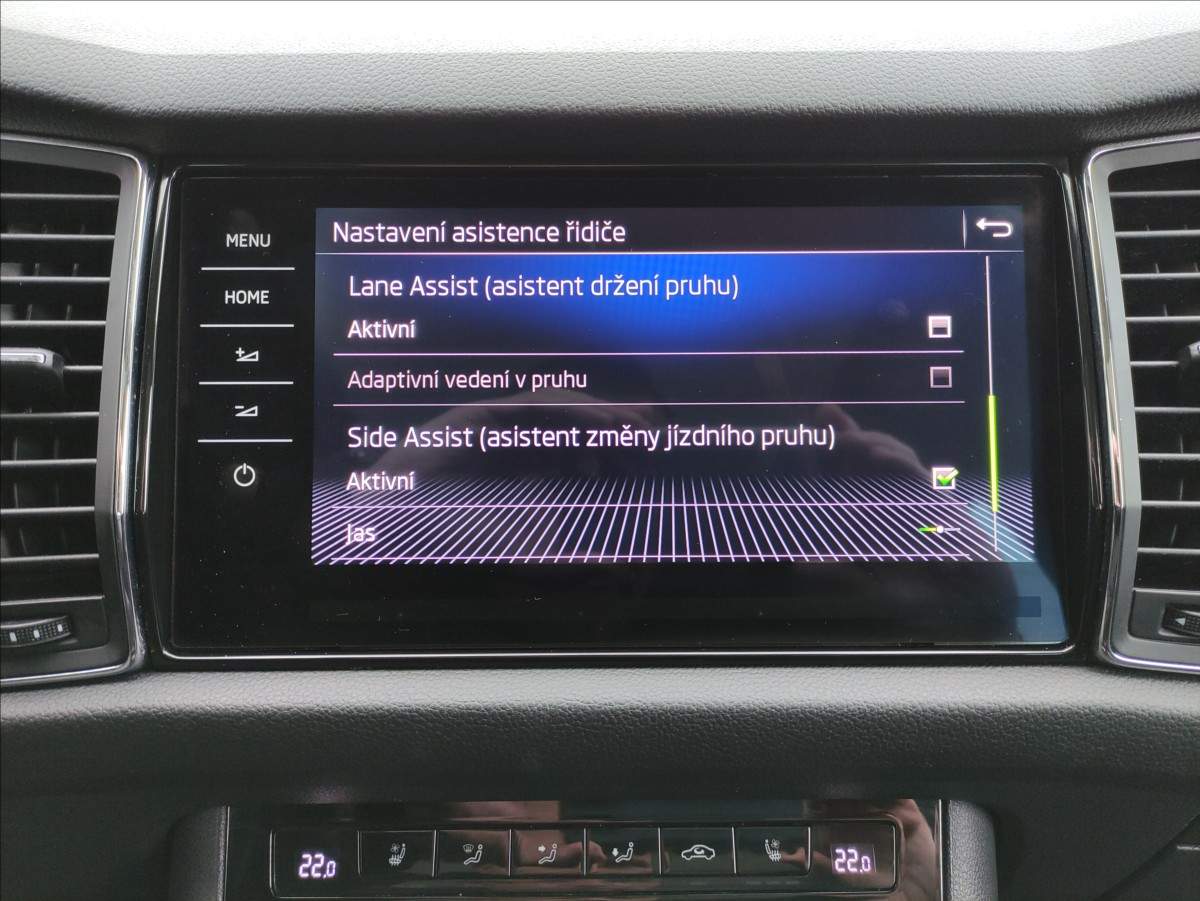 MENU
HOME
Nastavení asistence řidiče
Lane Assist (asistent držení pruhu)
Aktivní
Adaptivní vedení v pruhu
Side Assist (asistent změny jízdního pruhu)
Aktivní
Jas
22,0
22,0